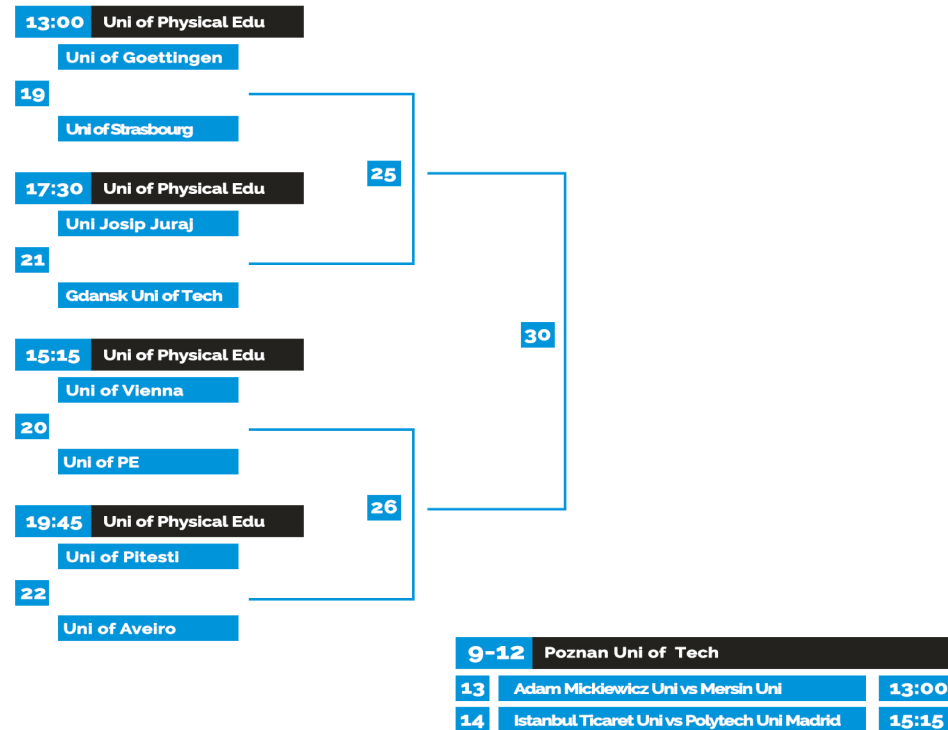 13:00 Uni of Physical Edu
Uni of Goettingen
19
Uni of Strasbourg
25
17:30 Uni of Physical Edu
Uni Josip Juraj
21
Gdansk Uni of Tech
30
15:15 Uni of Physical Edu
Uni of Vienna
20
Uni of PE
26
19:45 Uni of Physical Edu
Uni of Pitesti
22
Uni of Aveiro
9-12 Poznan Uni of Tech
13 Adam Mickiewicz Uni vs Mersin Uni 13:00
14 Istanbul Ticaret Uni vs Polytech Uni Madrid 15:15